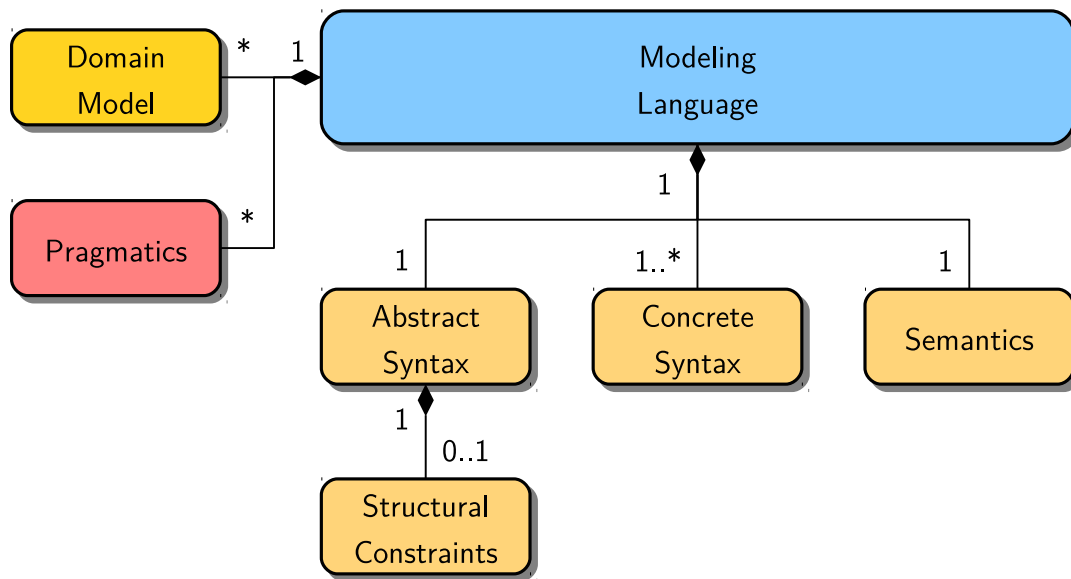 Domain
Model
*
1
Modeling
Language
Pragmatics
*
1
1
1..*
1
Abstract
Syntax
Concrete
Syntax
Semantics
1
0..1
Structural
Constraints